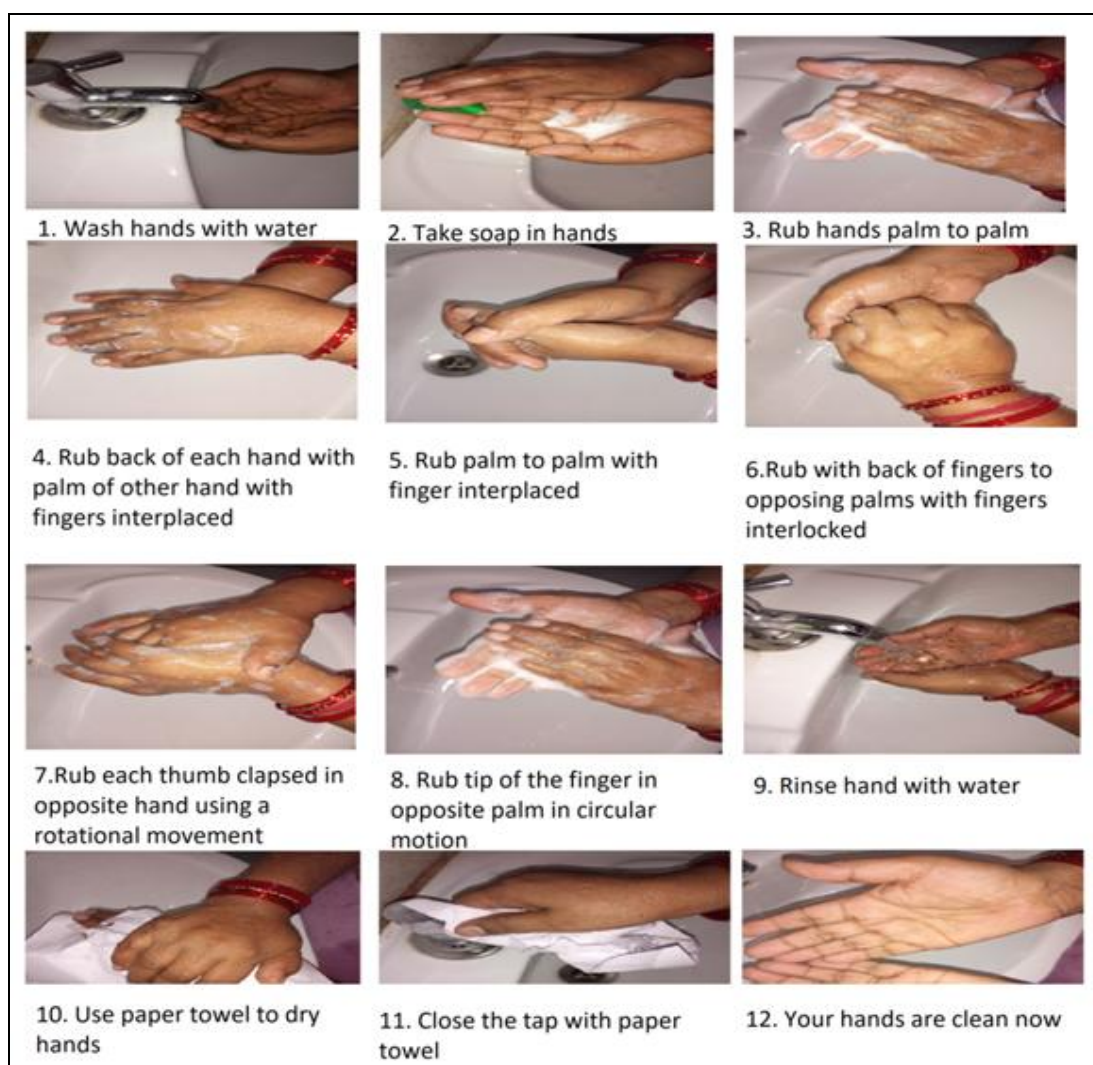 1. Wash hands with water
2. Take soap in hands
3. Rub hands palm to palm
4. Rub back of each hand with
palm of other hand with
fingers interplaced
5. Rub palm to palm with
finger interplaced
6.Rub with back of fingers to
opposing palms with fingers
interlocked
7.Rub each thumb clapsed in
opposite hand using a
rotational movement
8. Rub tip of the finger in
opposite palm in circular
motion
9. Rinse hand with water
10. Use paper towel to dry
hands
11. Close the tap with paper
towel
12. Your hands are clean now